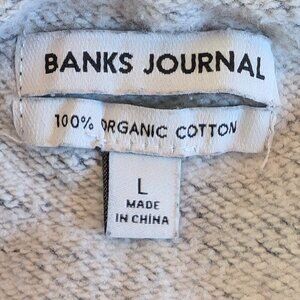 BANKS JOURNAL
100% ORGANIC COTTON
L
MADE
IN CHINA